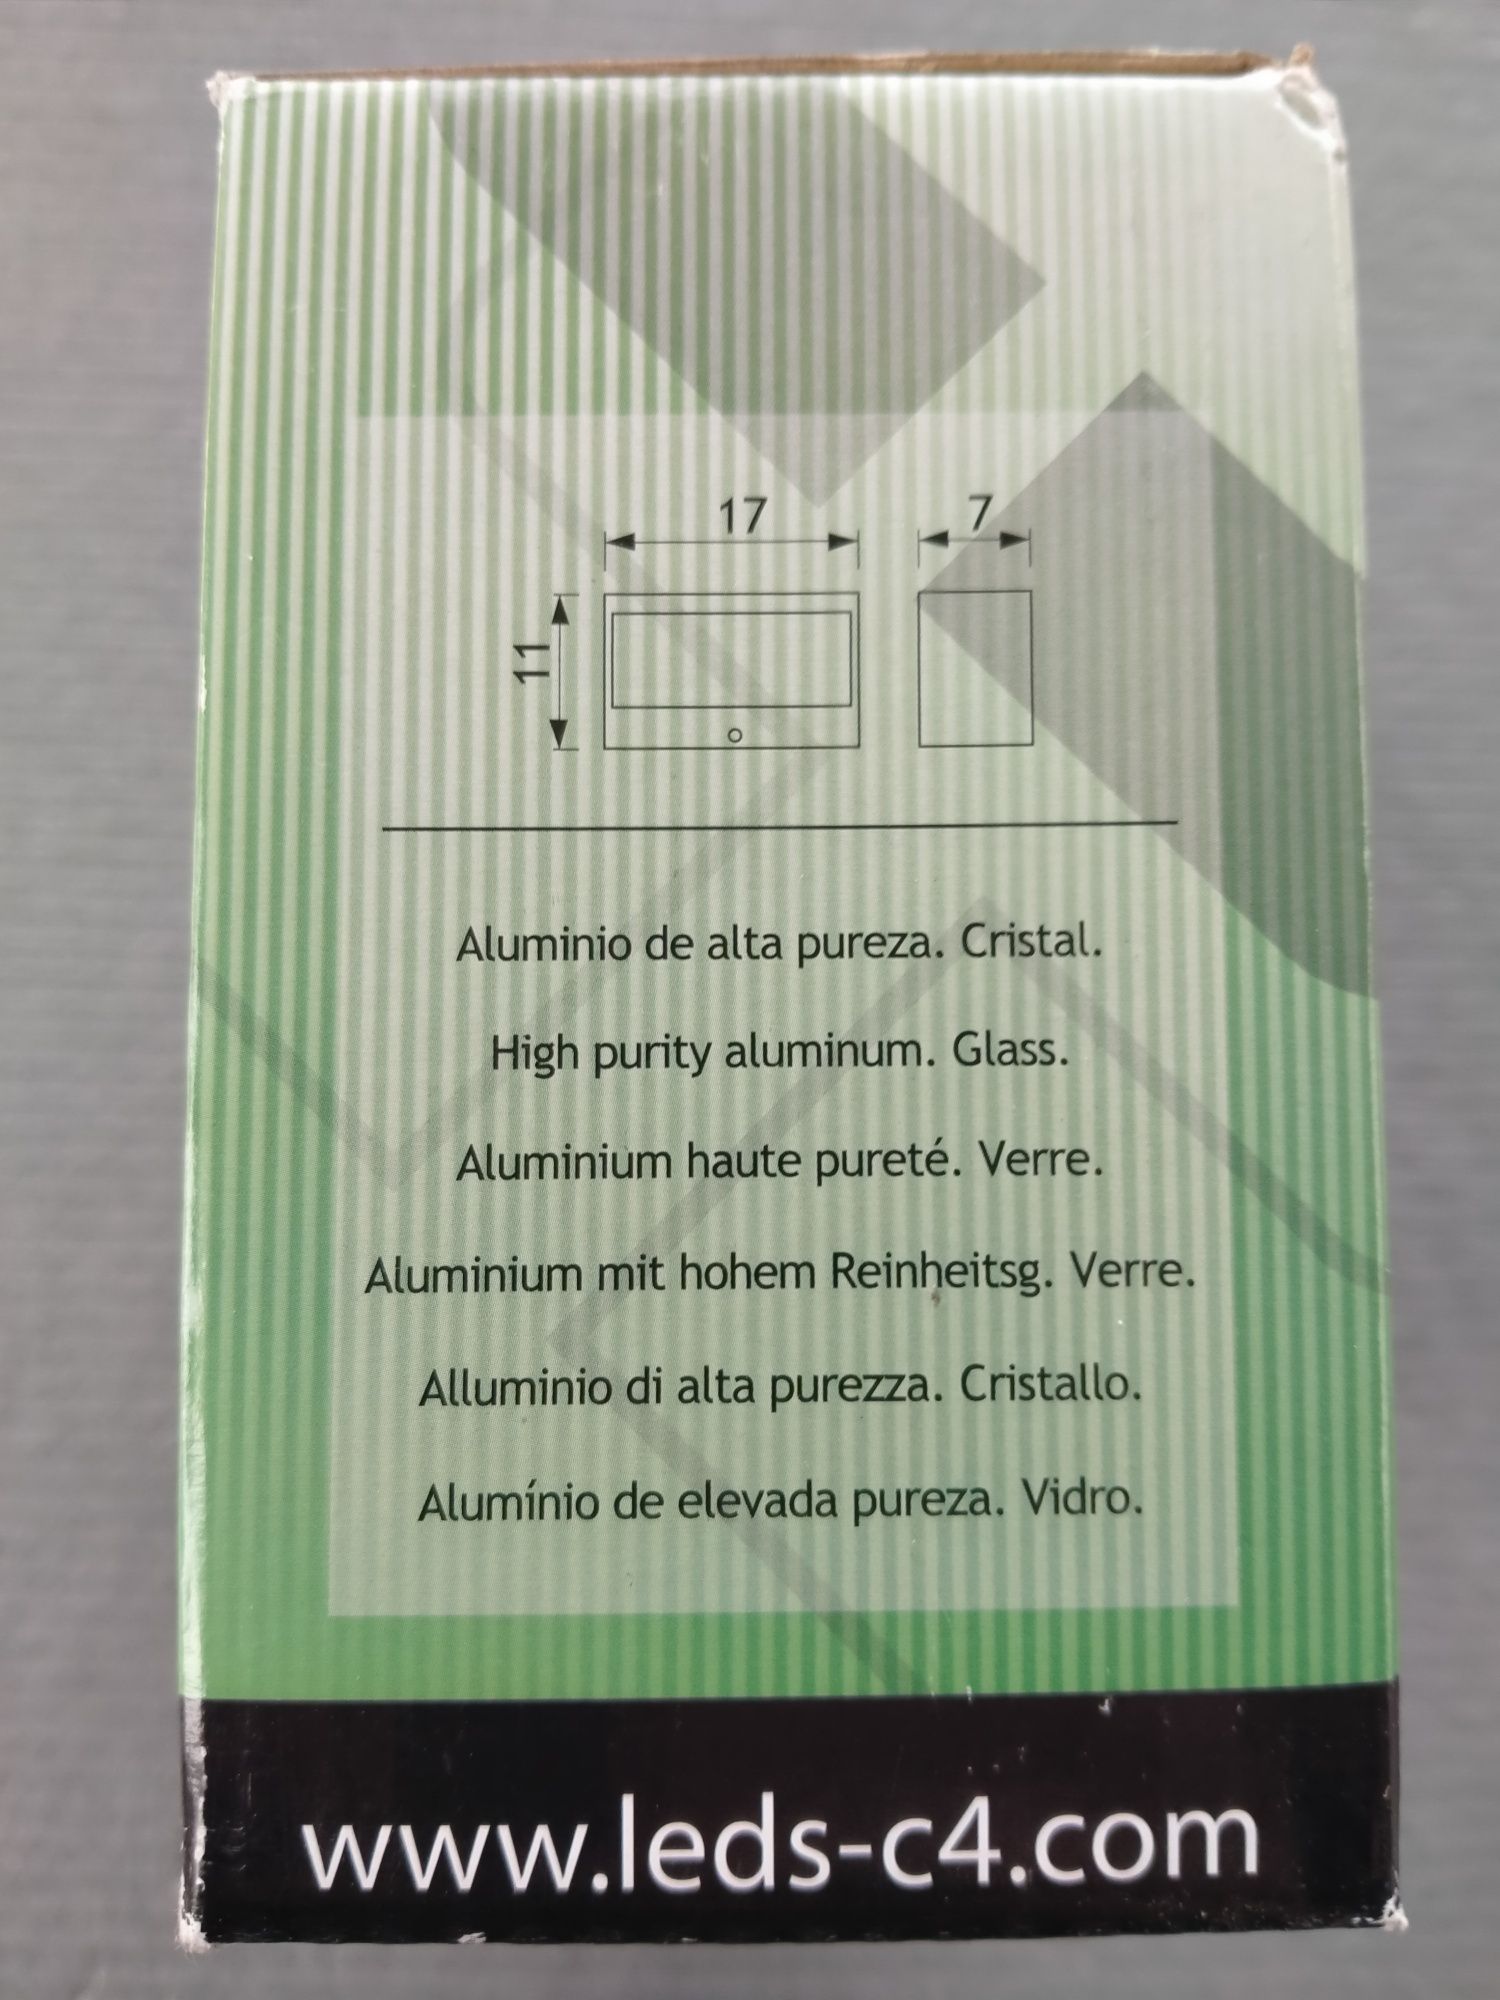 17
7
11
Aluminio de alta pureza. Cristal.
High purity aluminum. Glass.
Aluminium haute pureté. Verre.
Aluminium mit hohem Reinheitsg. Verre.
Alluminio di alta purezza. Cristallo.
Alumínio de elevada pureza. Vidro.
www.leds-c4.com